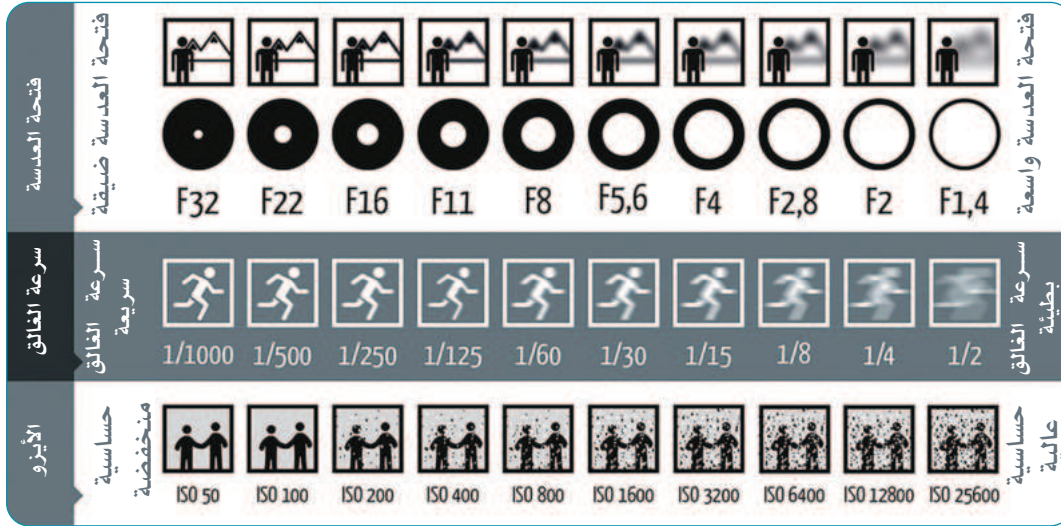 فتحة العدسة
فتحة العدسة ضيقة
F32 F22 F16 F11 F8 F5,6 F4 F2,8 F2 F1,4
فتحة العدسة واسعة
سرعة الغالق
سرعة الغالق
سريعة
1/1000 1/500 1/250 1/125 1/60 1/30 1/15 1/8 1/4 1/2
سرعة الغالق
بطيئة
الأيزو
حساسية
منخفضة
ISO 50 ISO 100 ISO 200 ISO 400 ISO 800 ISO 1600 ISO 3200 ISO 6400 ISO 12800 ISO 25600
حساسية
عالية